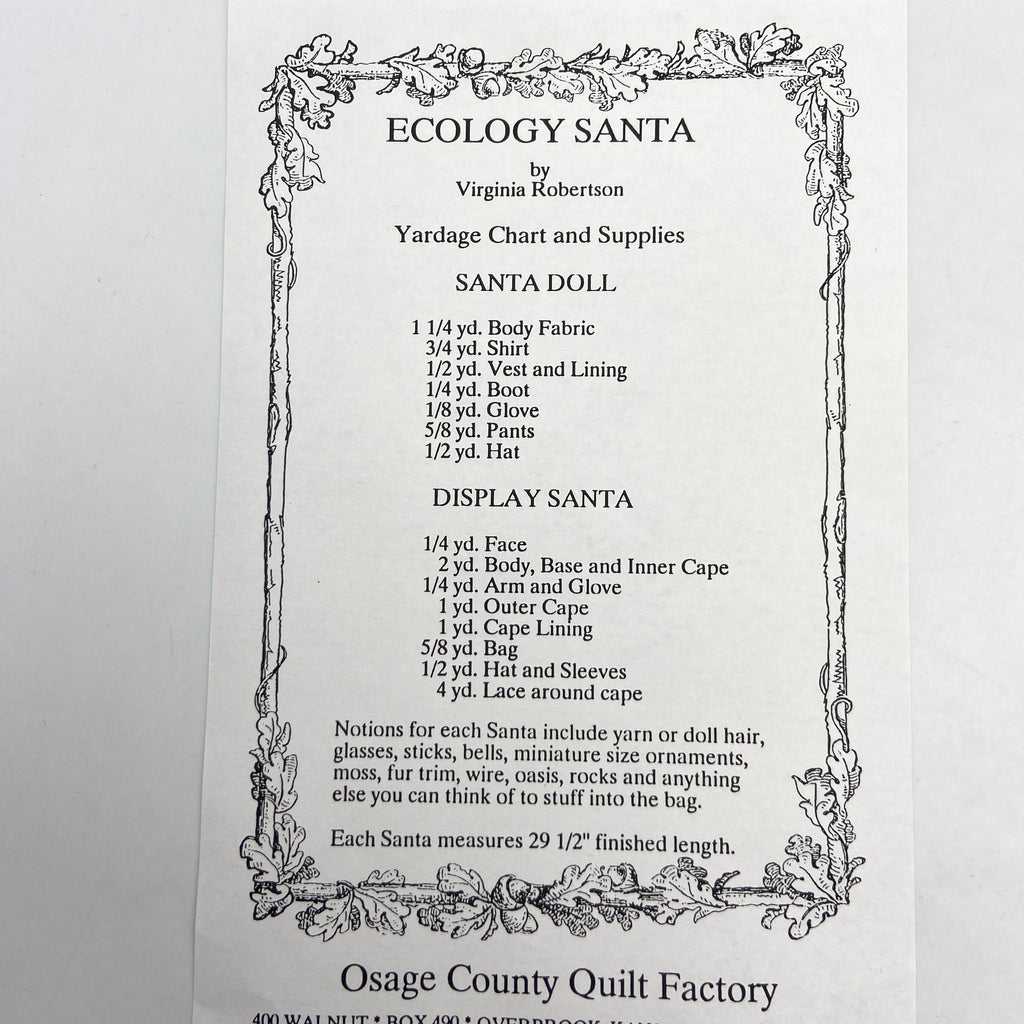 ECOLOGY SANTA
by
Virginia Robertson
Yardage Chart and Supplies
SANTA DOLL
1 1/4 yd. Body Fabric
3/4 yd. Shirt
1/2 yd. Vest and Lining
1/4 yd. Boot
1/8 yd. Glove
5/8 yd. Pants
1/2 yd. Hat
DISPLAY SANTA
1/4 yd. Face
2 yd. Body, Base and Inner Cape
1/4 yd. Arm and Glove
1 yd. Outer Cape
1 yd. Cape Lining
5/8 yd. Bag
1/2 yd. Hat and Sleeves
4 yd. Lace around cape
Notions for each Santa include yarn or doll hair,
glasses, sticks, bells, miniature size ornaments,
moss, fur trim, wire, oasis, rocks and anything
else you can think of to stuff into the bag.
Each Santa measures 29 1/2" finished length.
Osage County Quilt Factory
400 WALNUT * BOX 490 * OVERBROOK,